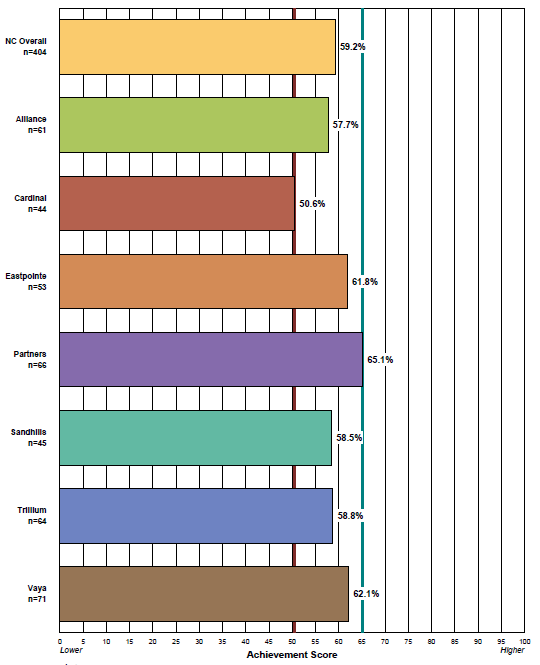 NC Overall
n=404
59.2%
Alliance
n=61
57.7%
Cardinal
n=44
50.6%
Eastpointe
n=53
61.8%
Partners
n=66
65.1%
Sandhills
n=45
58.5%
Trillium
n=64
58.8%
Vaya
n=71
62.1%
0 5 10 15 20 25 30 35 40 45 50 55 60 65 70 75 80 85 90 95 100
Lower Higher
Achievement Score